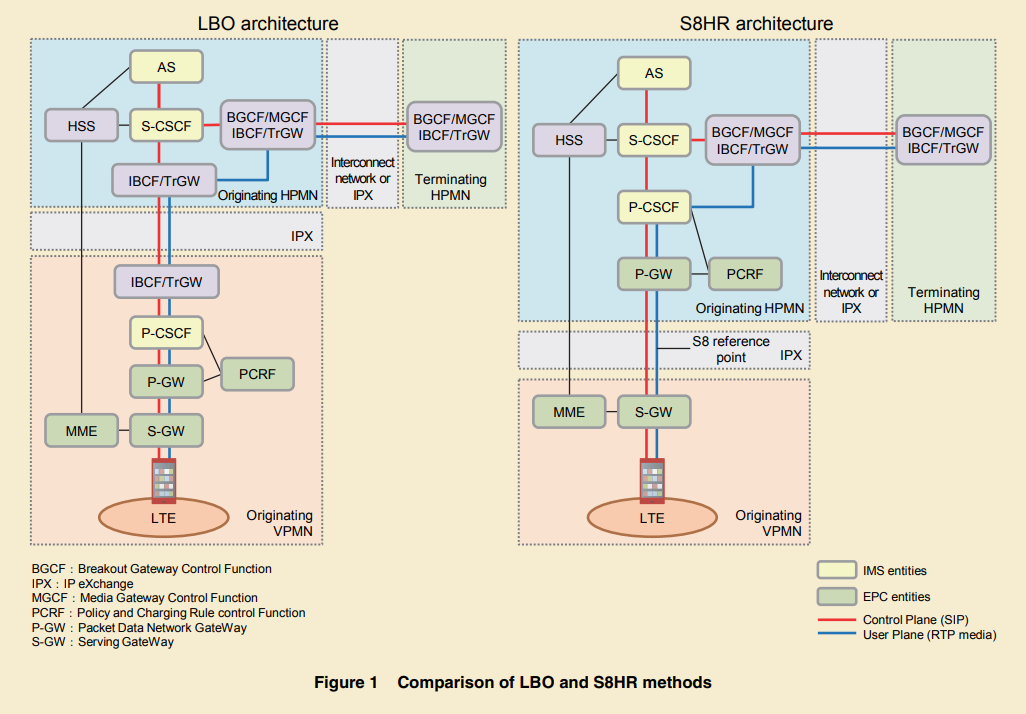 LBO architecture
AS
HSS
S-CSCF
BGCF/MGCF
IBCF/TrGW
BGCF/MGCF
IBCF/TrGW
IBCF/TrGW
Originating HPMN
Interconnect
network or
IPX
Terminating
HPMN
IPX
IBCF/TrGW
P-CSCF
P-GW
PCRF
MME
S-GW
LTE
Originating
VPMN
S8HR architecture
AS
HSS
S-CSCF
BGCF/MGCF
IBCF/TrGW
BGCF/MGCF
IBCF/TrGW
P-CSCF
P-GW
PCRF
Originating HPMN
Interconnect
network or
IPX
Terminating
HPMN
S8 reference
point
IPX
MME
S-GW
LTE
Originating
VPMN
BGCF : Breakout Gateway Control Function
IPX : IP eXchange
MGCF : Media Gateway Control Function
PCRF : Policy and Charging Rule control Function
P-GW : Packet Data Network GateWay
S-GW : Serving GateWay
IMS entities
EPC entities
Control Plane (SIP)
User Plane (RTP media)
Figure 1 Comparison of LBO and S8HR methods